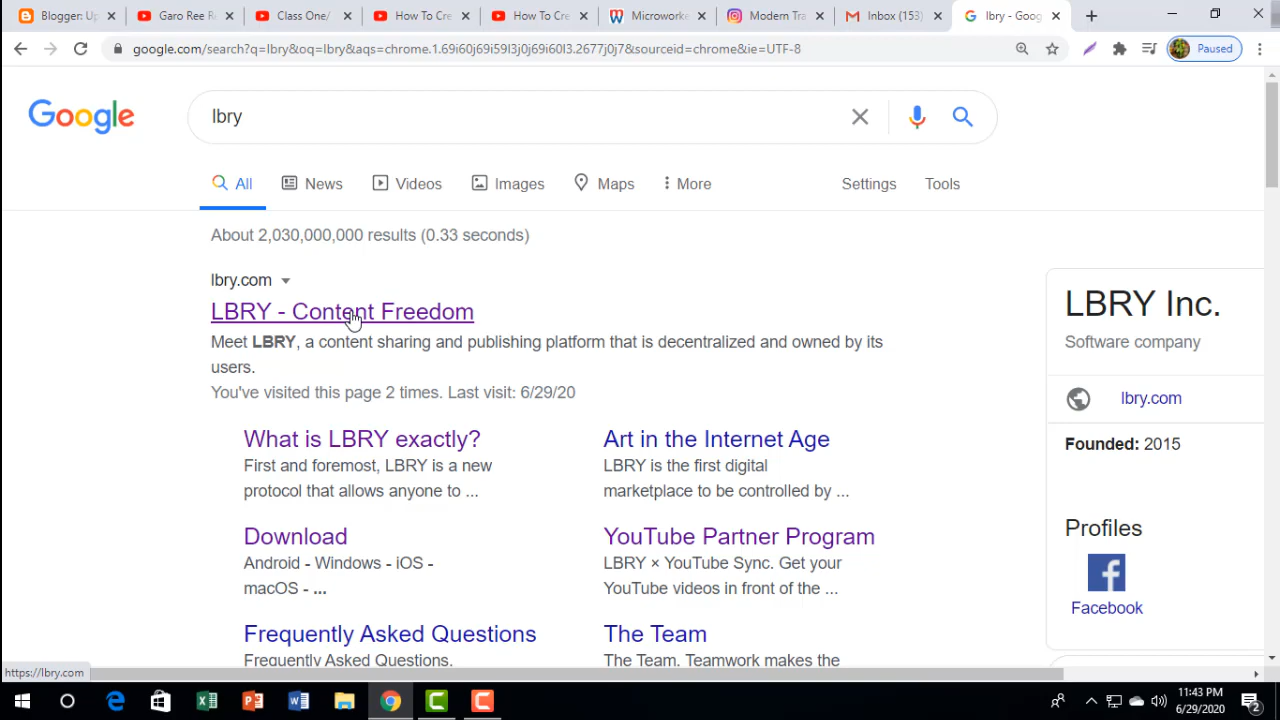 Blogger: Up
Garo Ree R
Class One/
How To Cre
How To Cre
Microworke
Modern Tra
Inbox (153)
lbry - Goog
google.com/search?q=lbry&oq=lbry&aqs=chrome.1.69i60j69i59l3j0j69i60l3.2677j0j7&sourceid=chrome&ie=UTF-8
Paused
Google
lbry
All
News
Videos
Images
Maps
More
Settings
Tools
About 2,030,000,000 results (0.33 seconds)
lbry.com
LBRY - Content Freedom
Meet LBRY, a content sharing and publishing platform that is decentralized and owned by its
users.
You've visited this page 2 times. Last visit: 6/29/20
What is LBRY exactly?
First and foremost, LBRY is a new
protocol that allows anyone to ...
Art in the Internet Age
LBRY is the first digital
marketplace to be controlled by ...
Download
Android - Windows - iOS -
macOS - ...
YouTube Partner Program
LBRY × YouTube Sync. Get your
YouTube videos in front of the ...
Frequently Asked Questions
Frequently Asked Questions.
The Team
The Team. Teamwork makes the
LBRY Inc.
Software company
lbry.com
Founded: 2015
Profiles
Facebook
https://lbry.com
11:43 PM
6/29/2020
2